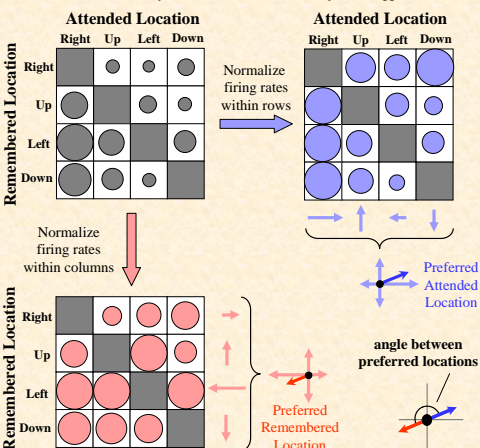 Attended Location
Right Up Left Down
Remembered Location
Right
Up
Left
Down
Normalize
firing rates
within rows
Attended Location
Right Up Left Down
Normalize
firing rates
within columns
Preferred
Attended
Location
Remembered Location
Right
Up
Left
Down
Preferred
Remembered
Location
angle between
preferred locations